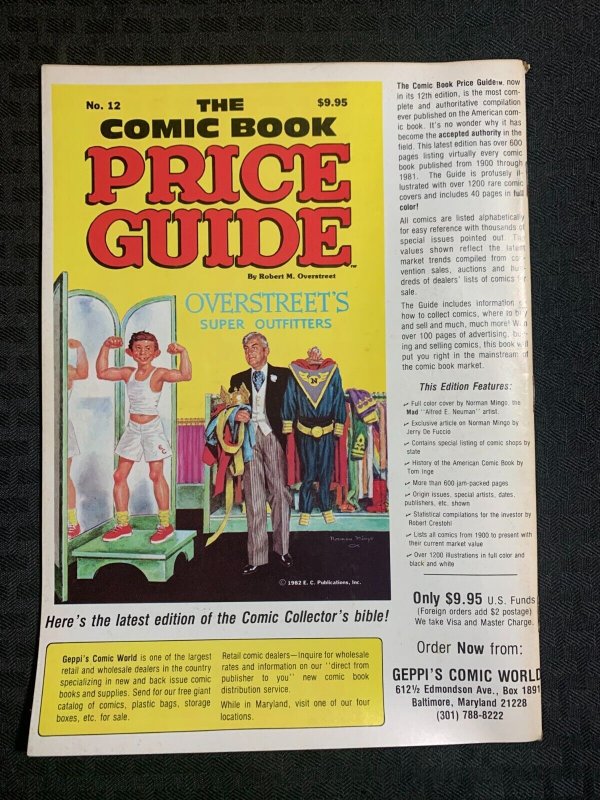 No. 12 THE $9.95
COMIC BOOK
PRICE
GUIDE™
By Robert M. Overstreet
OVERSTREET'S
SUPER OUTFITTERS
N
Norman Mingo
© 1982 E. C. Publications, Inc.
Here's the latest edition of the Comic Collector's bible!
Geppi's Comic World is one of the largest
retail and wholesale dealers in the country
specializing in new and back issue comic
books and supplies. Send for our free giant
catalog of comics, plastic bags, storage
boxes, etc. for sale.
Retail comic dealers—Inquire for wholesale
rates and information on our "direct from
publisher to you" new comic book
distribution service.
While in Maryland, visit one of our four
locations.
The Comic Book Price Guide™, now
in its 12th edition, is the most com-
plete and authoritative compilation
ever published on the American com-
ic book. It's no wonder why it has
become the accepted authority in the
field. This latest edition has over 600
pages listing virtually every comic
book published from 1900 through
1981. The Guide is profusely il-
lustrated with over 1200 rare comic
covers and includes 40 pages in full
color!
All comics are listed alphabetically
for easy reference with thousands of
special issues pointed out. The
values shown reflect the latest
market trends compiled from con-
vention sales, auctions and hun-
dreds of dealers' lists of comics for
sale.
The Guide includes information
how to collect comics, where to buy
and sell and much, much more!
over 100 pages of advertising,
ing and selling comics, this book will
put you right in the mainstream of
the comic book market.
This Edition Features:
✓ Full color cover by Norman Mingo, the
Mad "Alfred E. Neuman" artist.
✓ Exclusive article on Norman Mingo by
Jerry De Fuccio
✓ Contains special listing of comic shops by
state
✓ History of the American Comic Book by
Tom Inge
✓ More than 600 jam-packed pages
✓ Origin issues, special artists, dates,
publishers, etc. shown
✓ Statistical compilations for the investor by
Robert Crestohl
✓ Lists all comics from 1900 to present with
their current market value
✓ Over 1200 illustrations in full color and
black and white
Only $9.95 U.S. Funds
(Foreign orders add $2 postage)
We take Visa and Master Charge.
Order Now from:
GEPPI'S COMIC WORLD
612½ Edmondson Ave., Box 1891
Baltimore, Maryland 21228
(301) 788-8222